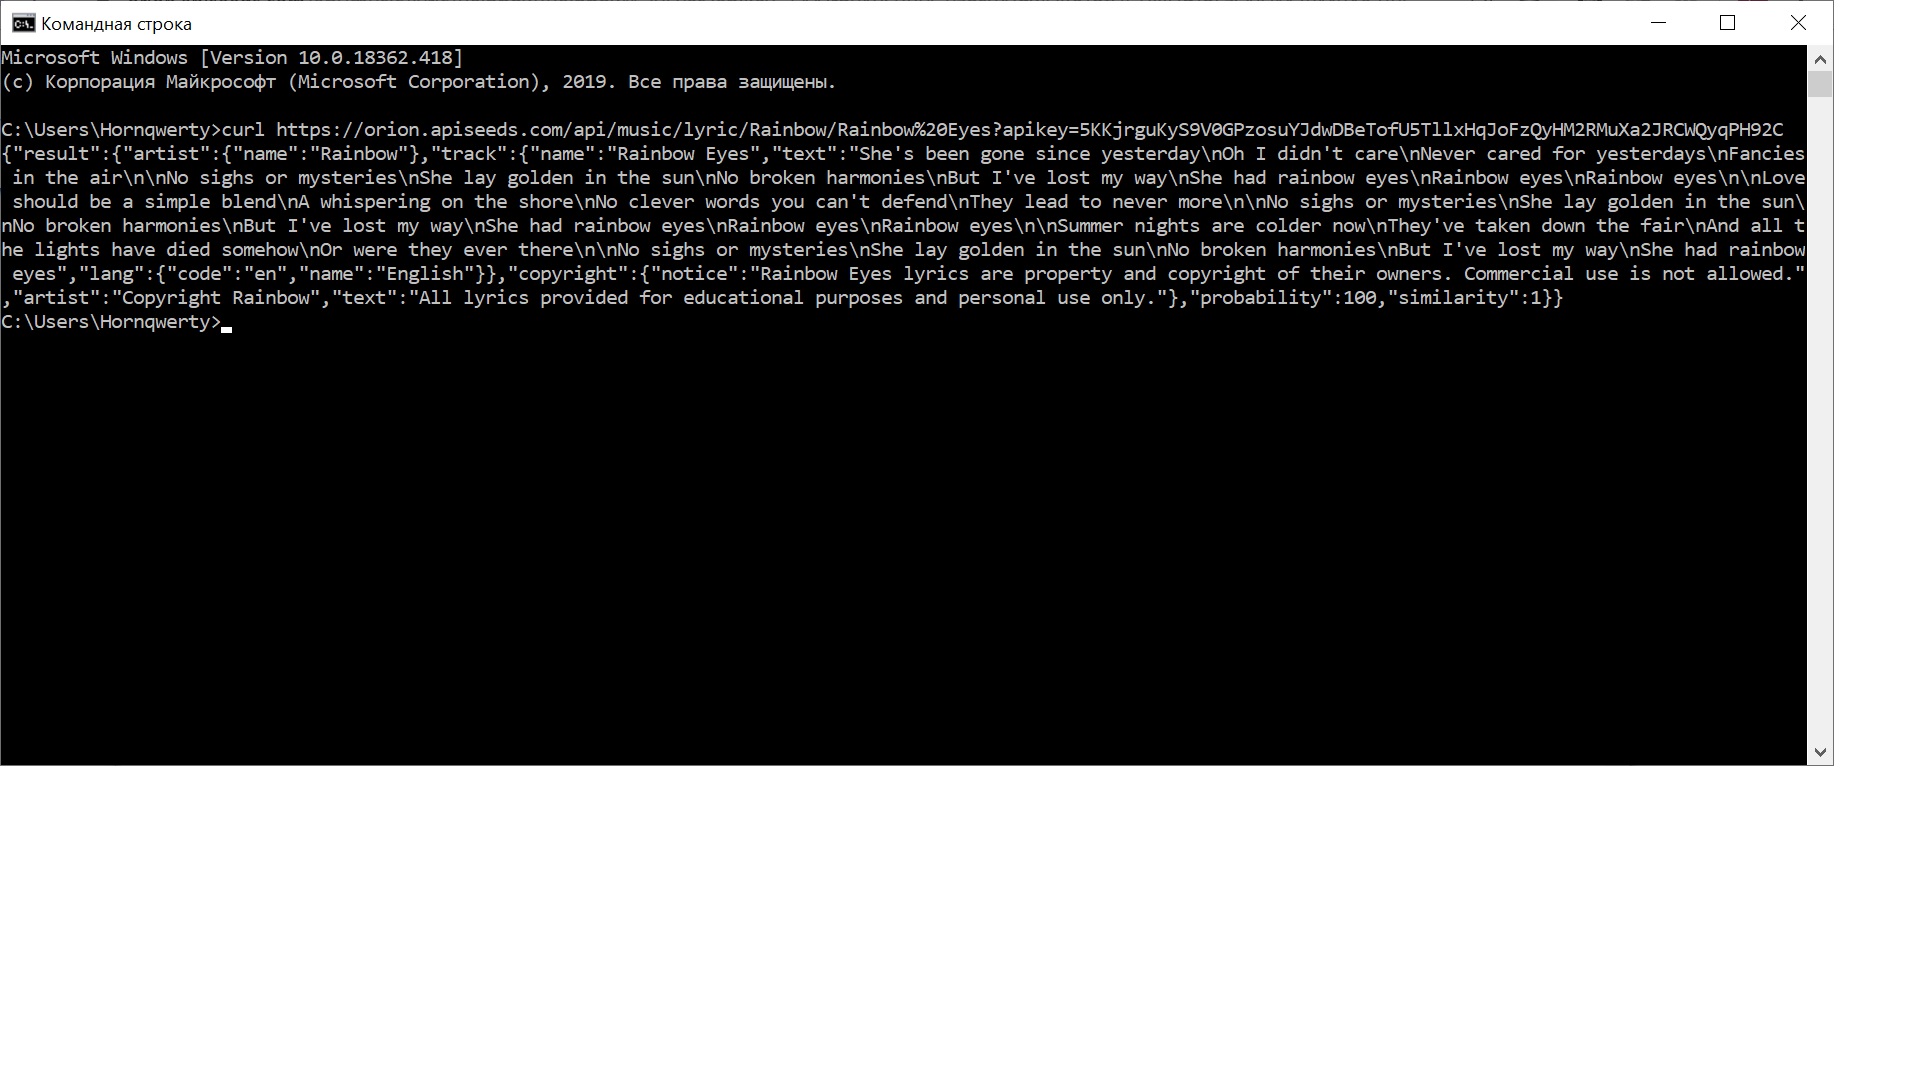 Командная строка
Microsoft Windows [Version 10.0.18362.418]
(c) Корпорация Майкрософт (Microsoft Corporation), 2019. Все права защищены.
C:\Users\Hornqwerty>curl https://orion.apiseeds.com/api/music/lyric/Rainbow/Rainbow%20Eyes?apikey=5KKjrguKyS9V0GPzosuYJdwDBeTofU5TllxHqJoFzQyHM2RMuXa2JRCWQyqPH92C
{"result":{"artist":{"name":"Rainbow"},"track":{"name":"Rainbow Eyes","text":"She's been gone since yesterday\nOh I didn't care\nNever cared for yesterdays\nFancies
 in the air\n\nNo sighs or mysteries\nShe lay golden in the sun\nNo broken harmonies\nBut I've lost my way\nShe had rainbow eyes\nRainbow eyes\nRainbow eyes\n\nLove
 should be a simple blend\nA whispering on the shore\nNo clever words you can't defend\nThey lead to never more\n\nNo sighs or mysteries\nShe lay golden in the sun\
nNo broken harmonies\nBut I've lost my way\nShe had rainbow eyes\nRainbow eyes\nRainbow eyes\n\nSummer nights are colder now\nThey've taken down the fair\nAnd all t
he lights have died somehow\nOr were they ever there\n\nNo sighs or mysteries\nShe lay golden in the sun\nNo broken harmonies\nBut I've lost my way\nShe had rainbow
 eyes","lang":{"code":"en","name":"English"}},"copyright":{"notice":"Rainbow Eyes lyrics are property and copyright of their owners. Commercial use is not allowed."
,"artist":"Copyright Rainbow","text":"All lyrics provided for educational purposes and personal use only."},"probability":100,"similarity":1}}
C:\Users\Hornqwerty>